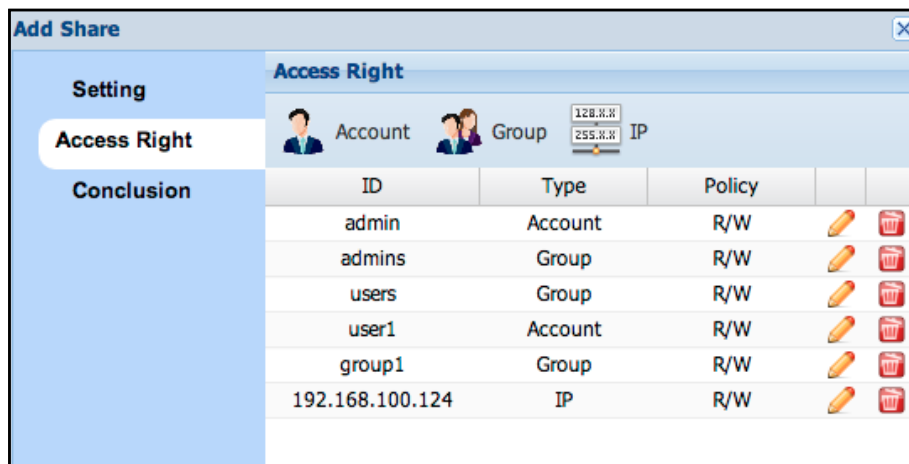 Add Share
Setting
Access Right
Conclusion
Access Right
Account Group 128.X.X 255.X.X IP
ID Type Policy
admin Account R/W
admins Group R/W
users Group R/W
user1 Account R/W
group1 Group R/W
192.168.100.124 IP R/W